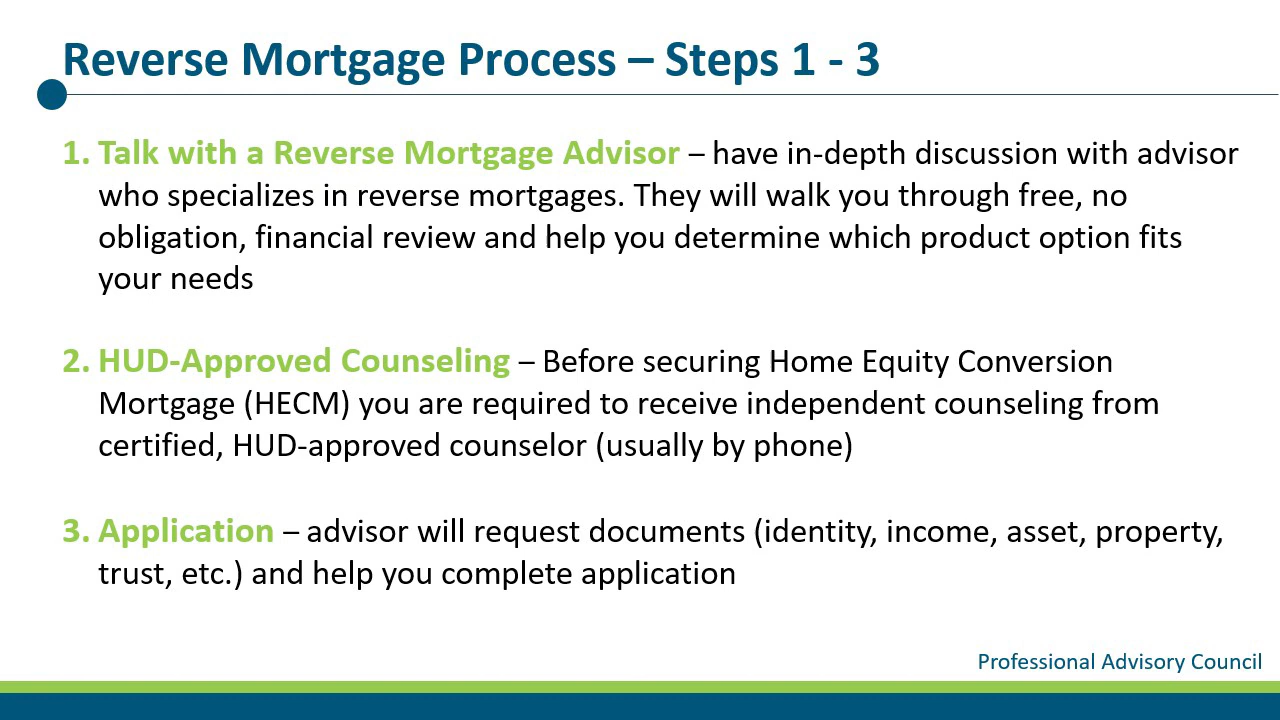 Reverse Mortgage Process – Steps 1 - 3
1. Talk with a Reverse Mortgage Advisor – have in-depth discussion with advisor
who specializes in reverse mortgages. They will walk you through free, no
obligation, financial review and help you determine which product option fits
your needs
2. HUD-Approved Counseling – Before securing Home Equity Conversion
Mortgage (HECM) you are required to receive independent counseling from
certified, HUD-approved counselor (usually by phone)
3. Application – advisor will request documents (identity, income, asset, property,
trust, etc.) and help you complete application
Professional Advisory Council